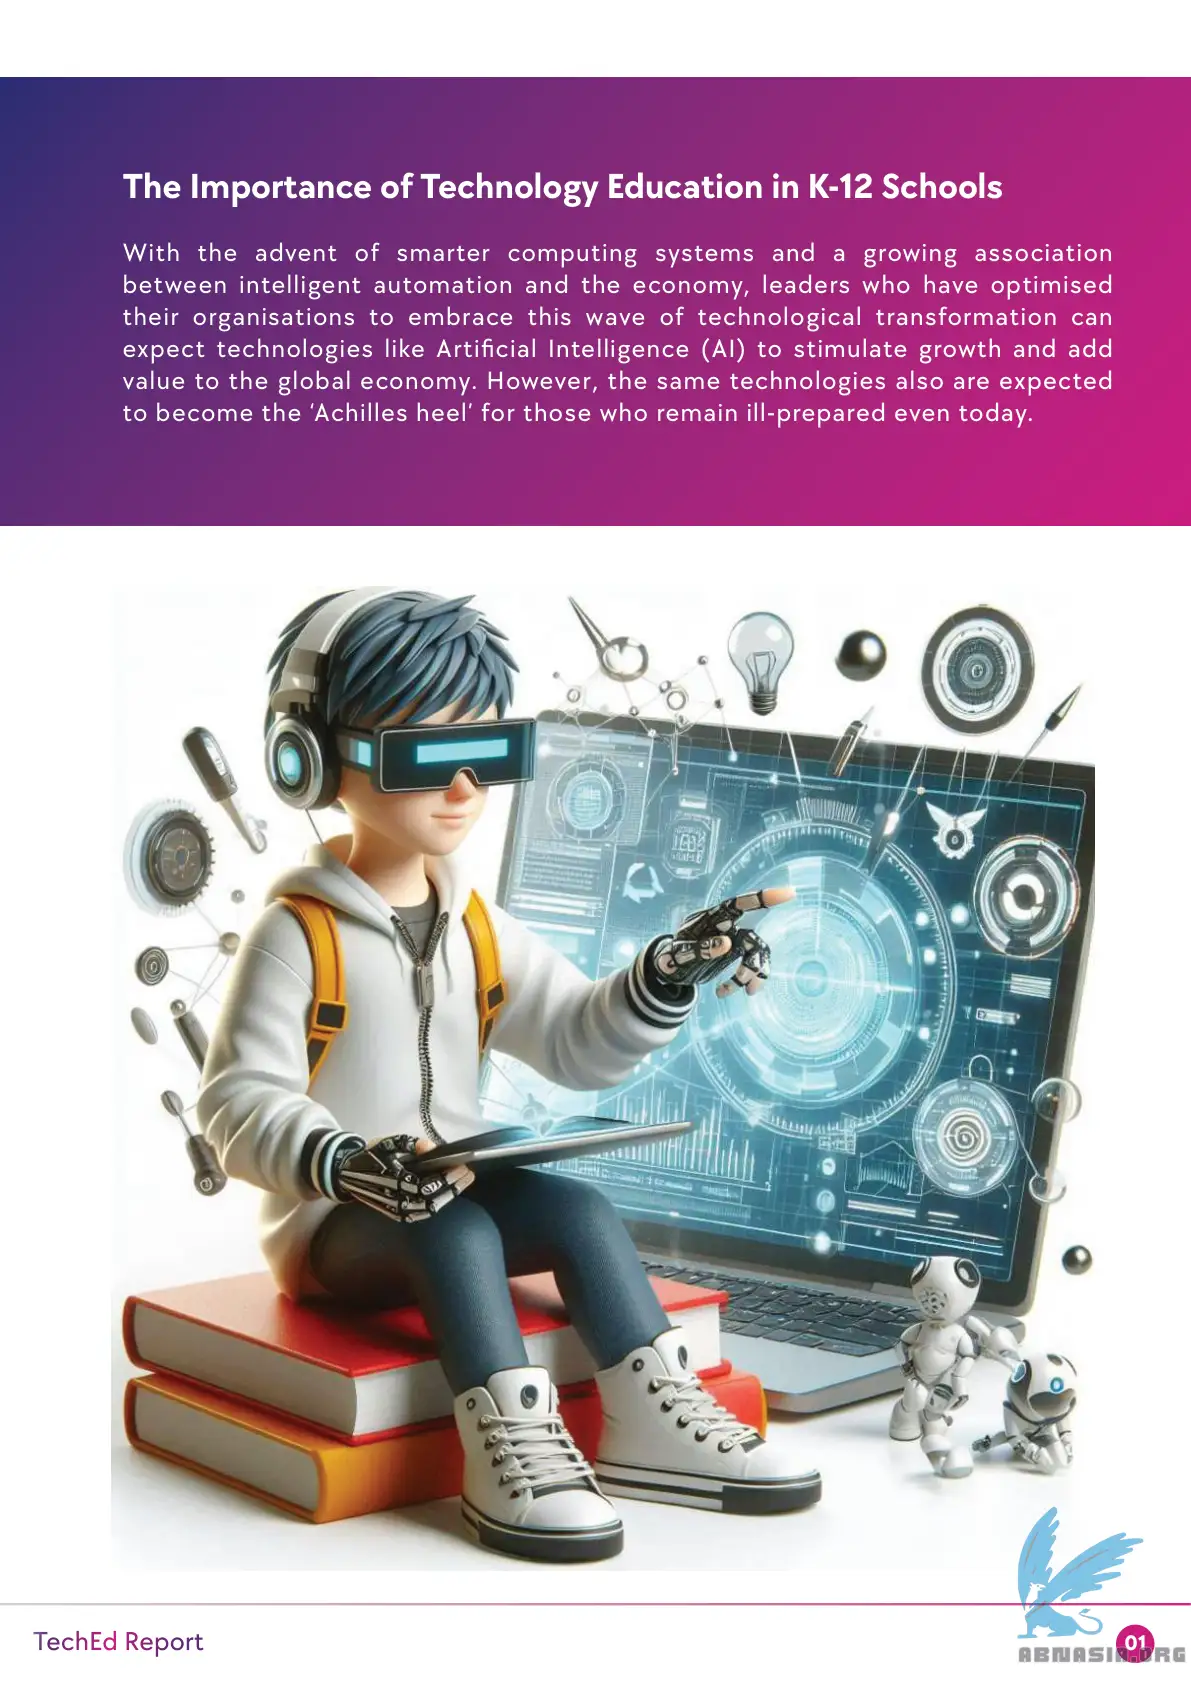 The Importance of Technology Education in K-12 Schools
With the advent of smarter computing systems and a growing association
between intelligent automation and the economy, leaders who have optimised
their organisations to embrace this wave of technological transformation can
expect technologies like Artificial Intelligence (AI) to stimulate growth and add
value to the global economy. However, the same technologies also are expected
to become the ‘Achilles heel’ for those who remain ill-prepared even today.
TechEd Report
01
ABNASIA.ORG